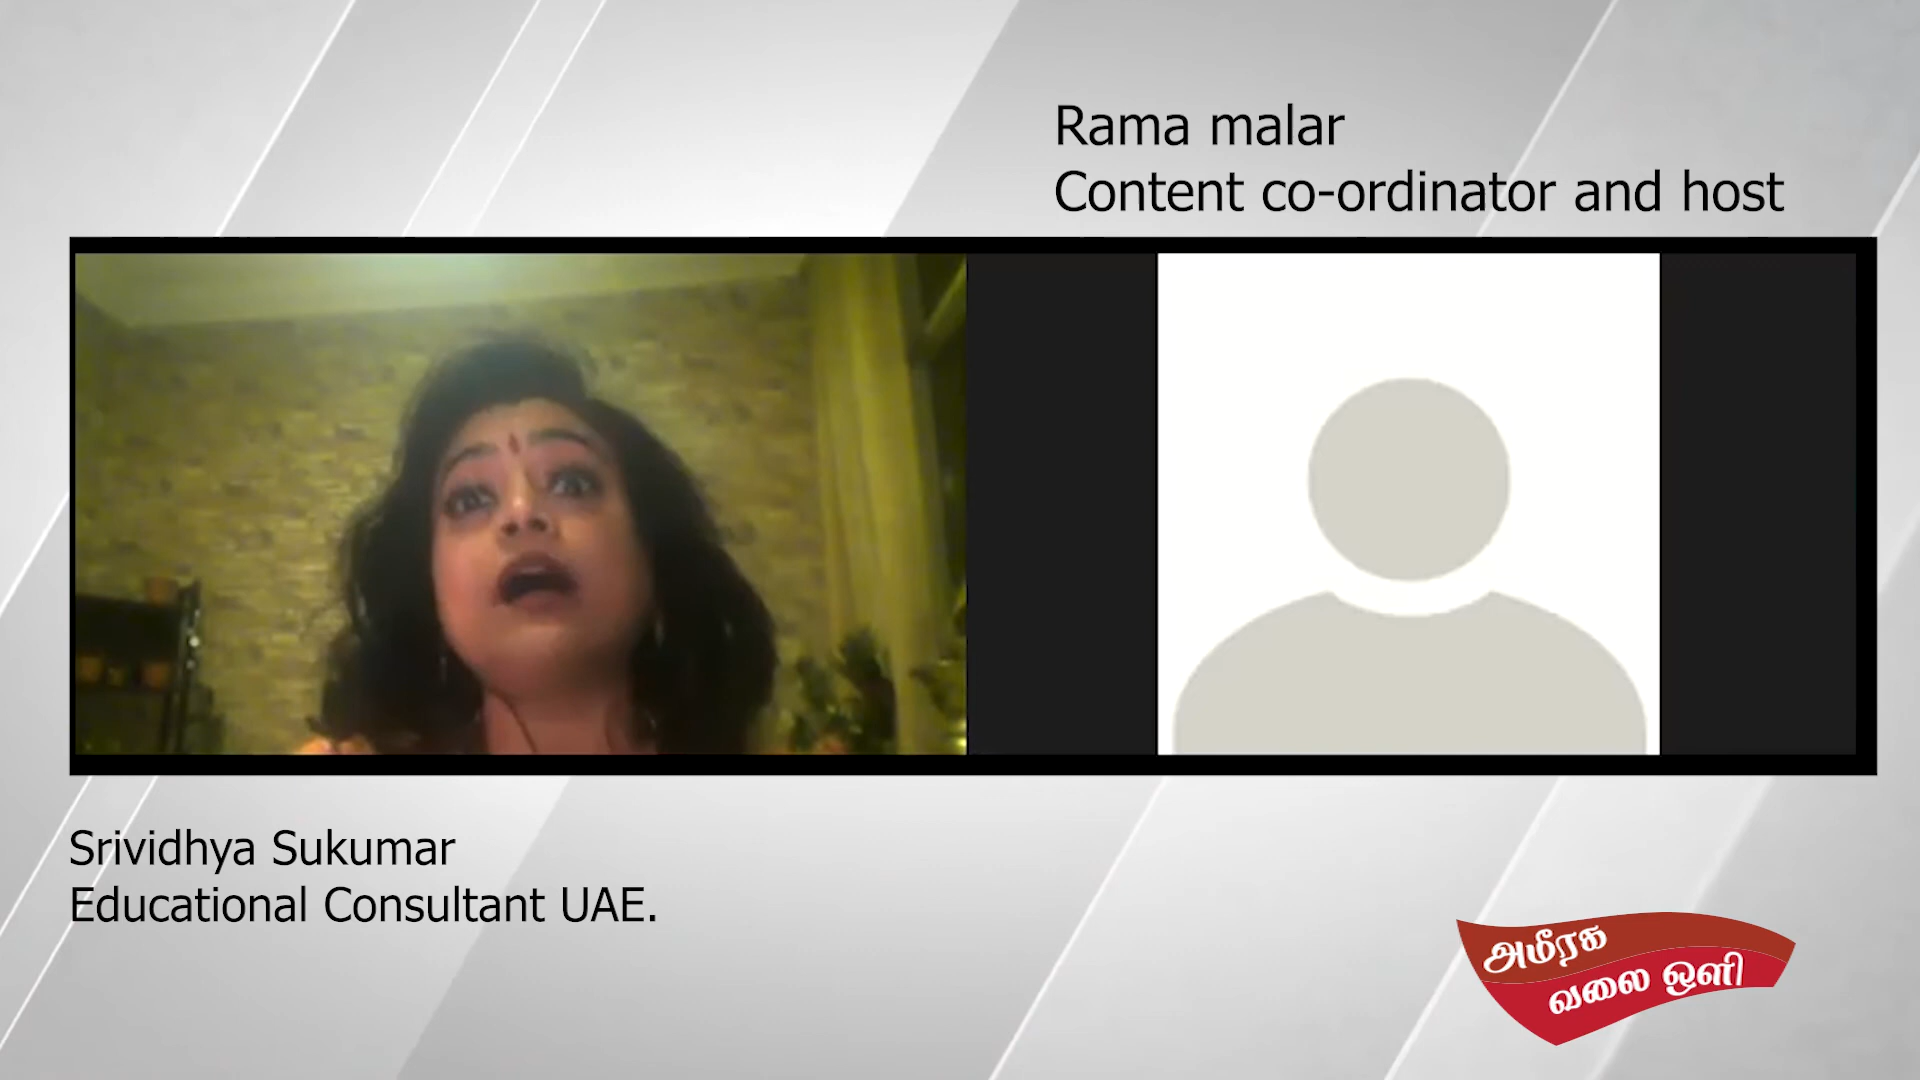 Rama malar
Content co-ordinator and host
Srividhya Sukumar
Educational Consultant UAE.
அமீரக
வலை ஒளி